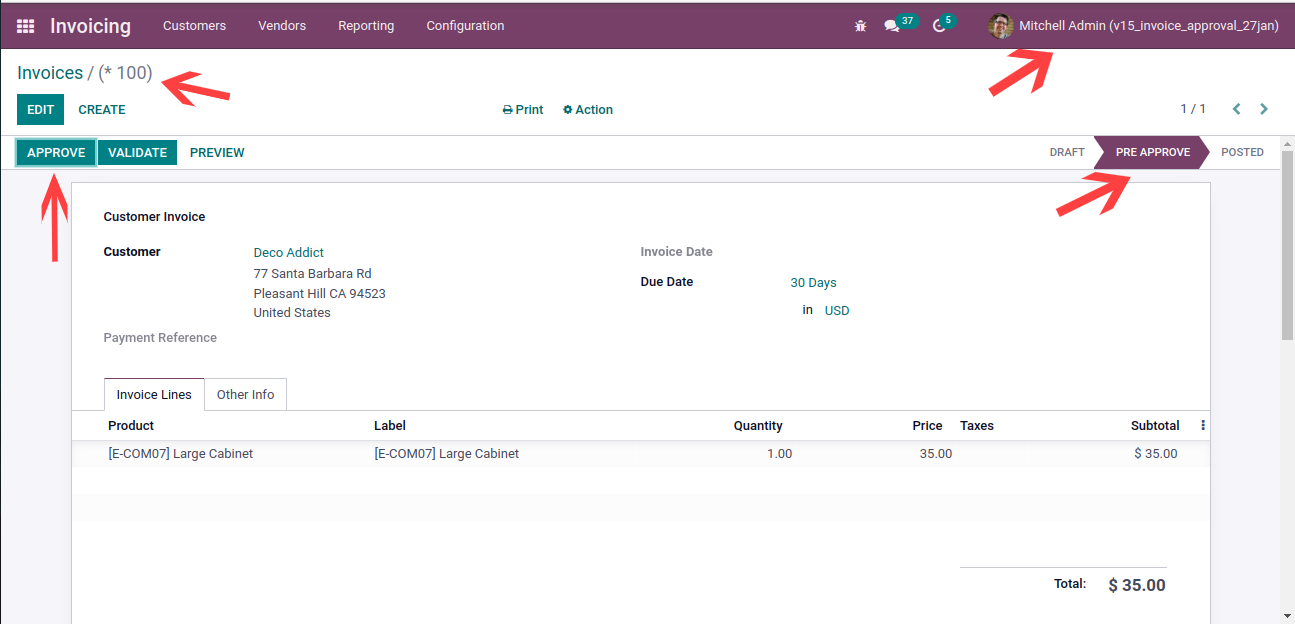 Invoicing Customers Vendors Reporting Configuration 37 5 Mitchell Admin (v15_invoice_approval_27jan)
Invoices / (* 100)
EDIT CREATE Print Action 1 / 1
APPROVE VALIDATE PREVIEW DRAFT PRE APPROVE POSTED
Customer Invoice
Customer Deco Addict Invoice Date
77 Santa Barbara Rd
Due Date 30 Days
Pleasant Hill CA 94523
United States in USD
Payment Reference
Invoice Lines Other Info
Product Label Quantity Price Taxes Subtotal
[E-COM07] Large Cabinet [E-COM07] Large Cabinet 1.00 35.00 $ 35.00
Total: $ 35.00